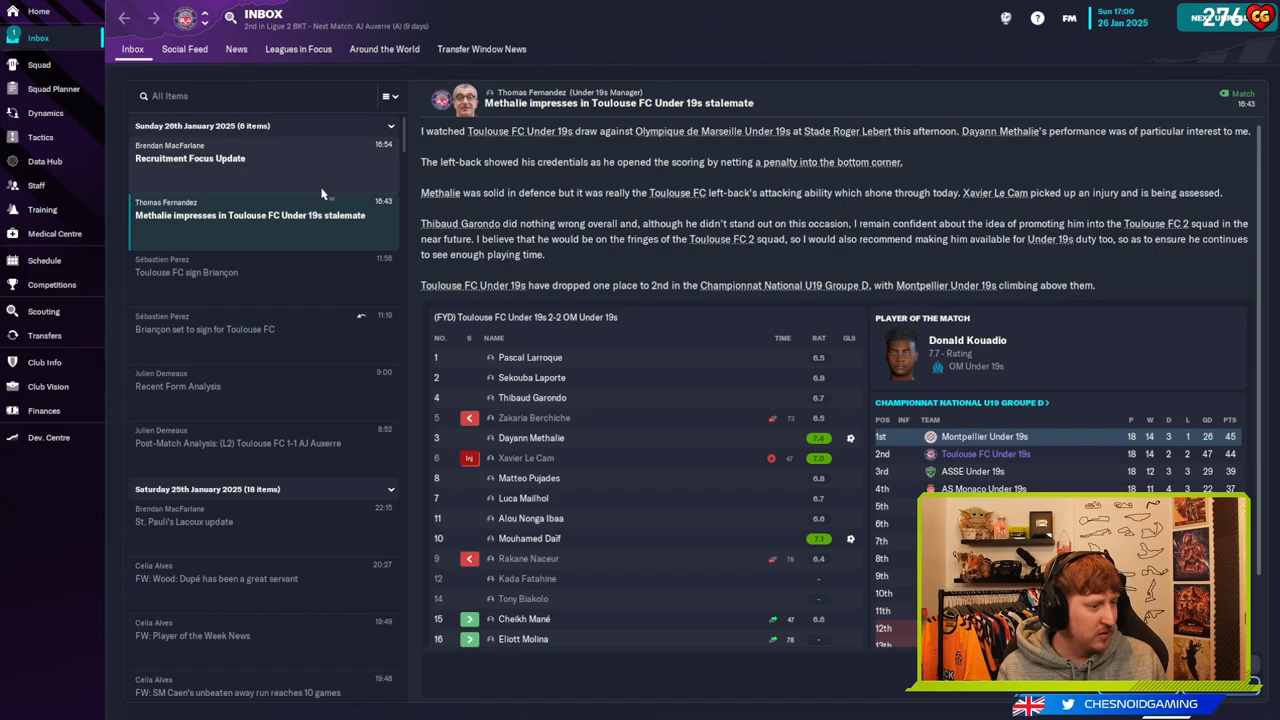 Home
INBOX
2nd in Ligue 2 BKT - Next Match: AJ Auxerre (A) (9 days)
FM
Sun 17:00
26 Jan 2025
276
CG
1
Inbox
Inbox
Social Feed
News
Leagues in Focus
Around the World
Transfer Window News
Squad
Squad Planner
Dynamics
Tactics
Data Hub
Staff
Training
Medical Centre
Schedule
Competitions
Scouting
Transfers
Club Info
Club Vision
Finances
Dev. Centre
All Items
Sunday 26th January 2025 (6 items)
Brendan MacFarlane 16:54
Recruitment Focus Update
Thomas Fernandez 16:43
Methalie impresses in Toulouse FC Under 19s stalemate
Sébastien Perez 11:56
Toulouse FC sign Briançon
Sébastien Perez 11:19
Briançon set to sign for Toulouse FC
Julien Demeaux 9:00
Recent Form Analysis
Julien Demeaux 8:52
Post-Match Analysis: (L2) Toulouse FC 1-1 AJ Auxerre
Saturday 25th January 2025 (18 items)
Brendan MacFarlane 22:15
St. Pauli's Lacoux update
Celia Alves 20:27
FW: Wood: Dupé has been a great servant
Celia Alves 19:49
FW: Player of the Week News
Celia Alves 19:48
FW: SM Caen's unbeaten away run reaches 10 games
Thomas Fernandez (Under 19s Manager)
Methalie impresses in Toulouse FC Under 19s stalemate
Match
16:43
I watched Toulouse FC Under 19s draw against Olympique de Marseille Under 19s at Stade Roger Lebert this afternoon. Dayann Methalie's performance was of particular interest to me.
The left-back showed his credentials as he opened the scoring by netting a penalty into the bottom corner.
Methalie was solid in defence but it was really the Toulouse FC left-back's attacking ability which shone through today. Xavier Le Cam picked up an injury and is being assessed.
Thibaud Garondo did nothing wrong overall and, although he didn't stand out on this occasion, I remain confident about the idea of promoting him into the Toulouse FC 2 squad in the
near future. I believe that he would be on the fringes of the Toulouse FC 2 squad, so I would also recommend making him available for Under 19s duty too, so as to ensure he continues
to see enough playing time.
Toulouse FC Under 19s have dropped one place to 2nd in the Championnat National U19 Groupe D, with Montpellier Under 19s climbing above them.
(FYD) Toulouse FC Under 19s 2-2 OM Under 19s
NO. S NAME TIME RAT GLS
1 Pascal Larroque 6.5
2 Sekouba Laporte 6.8
4 Thibaud Garondo 6.7
5 Zakaria Berchiche 73 6.5
3 Dayann Methalie 7.4
6 Inj Xavier Le Cam 47 7.0
8 Matteo Pujades 6.8
7 Luca Mailhol 6.7
11 Alou Nonga Ibaa 6.6
10 Mouhamed Daif 7.1
9 Rakane Naceur 78 6.4
12 Kada Fatahine -
14 Tony Biakolo -
15 Cheikh Mané 47 6.6
16 Eliott Molina 78 -
PLAYER OF THE MATCH
Donald Kouadio
7.7 - Rating
OM Under 19s
CHAMPIONNAT NATIONAL U19 GROUPE D >
POS INF TEAM P W D L GD PTS
1st Montpellier Under 19s 18 14 3 1 26 45
2nd Toulouse FC Under 19s 18 14 2 2 47 44
3rd ASSE Under 19s 18 12 3 3 29 39
4th AS Monaco Under 19s 18 11 4 3 22 37
5th
6th
7th
8th
9th
10th
11th
12th
13th
CHESNOIDGAMING